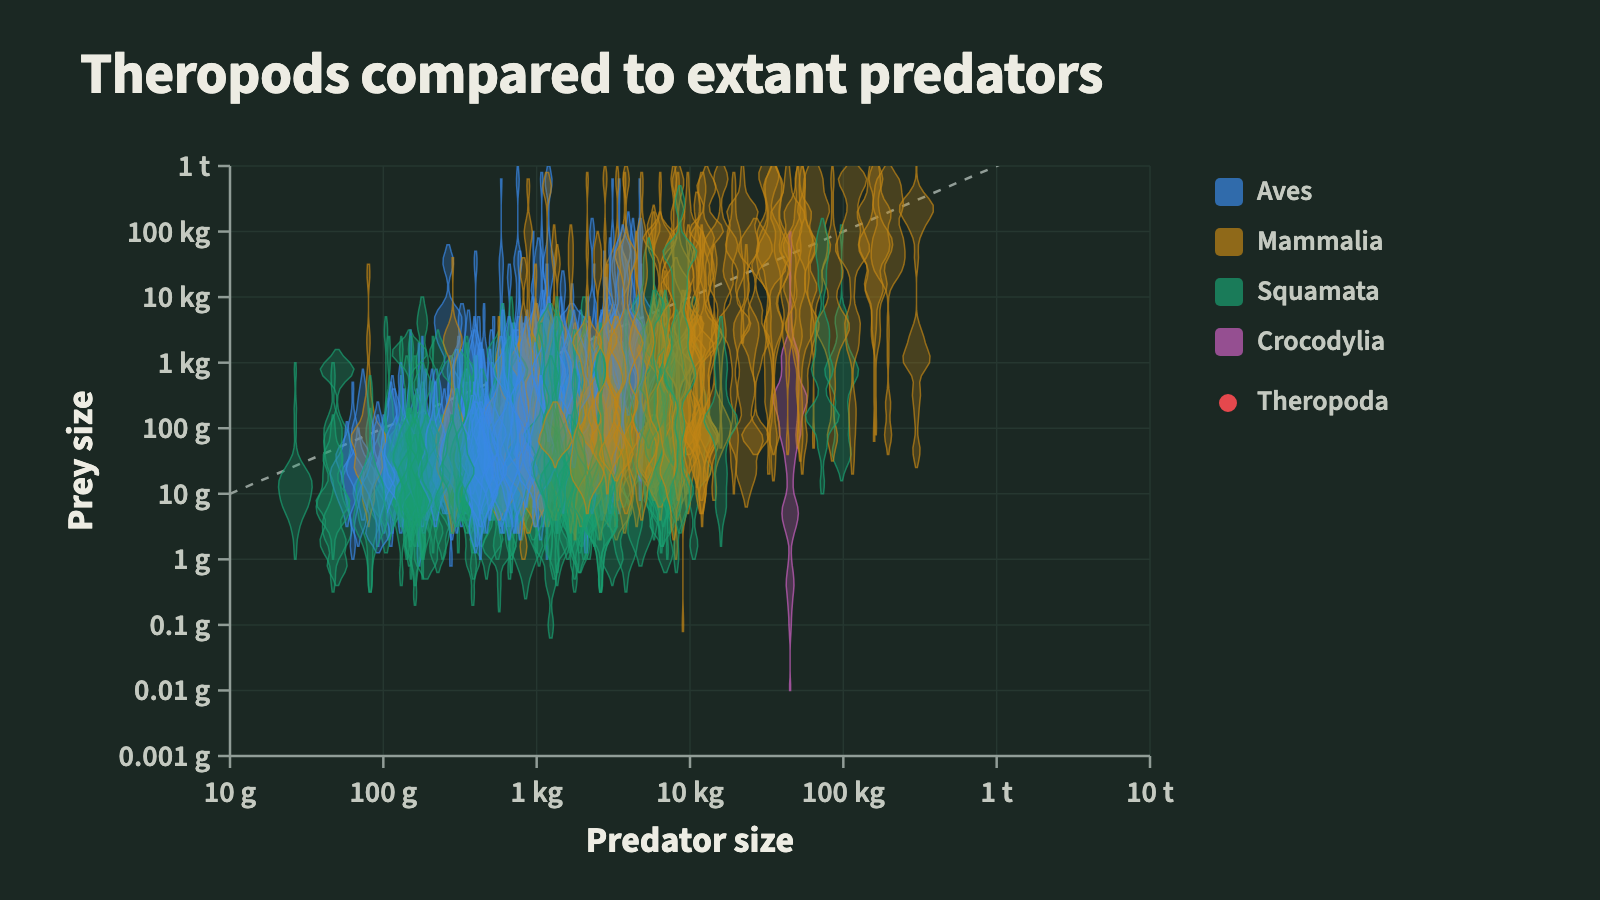 Theropods compared to extant predators
1 t
100 kg
10 kg
1 kg
100 g
10 g
1 g
0.1 g
0.01 g
0.001 g
Prey size
10 g
100 g
1 kg
10 kg
100 kg
1 t
10 t
Predator size
Aves
Mammalia
Squamata
Crocodylia
Theropoda